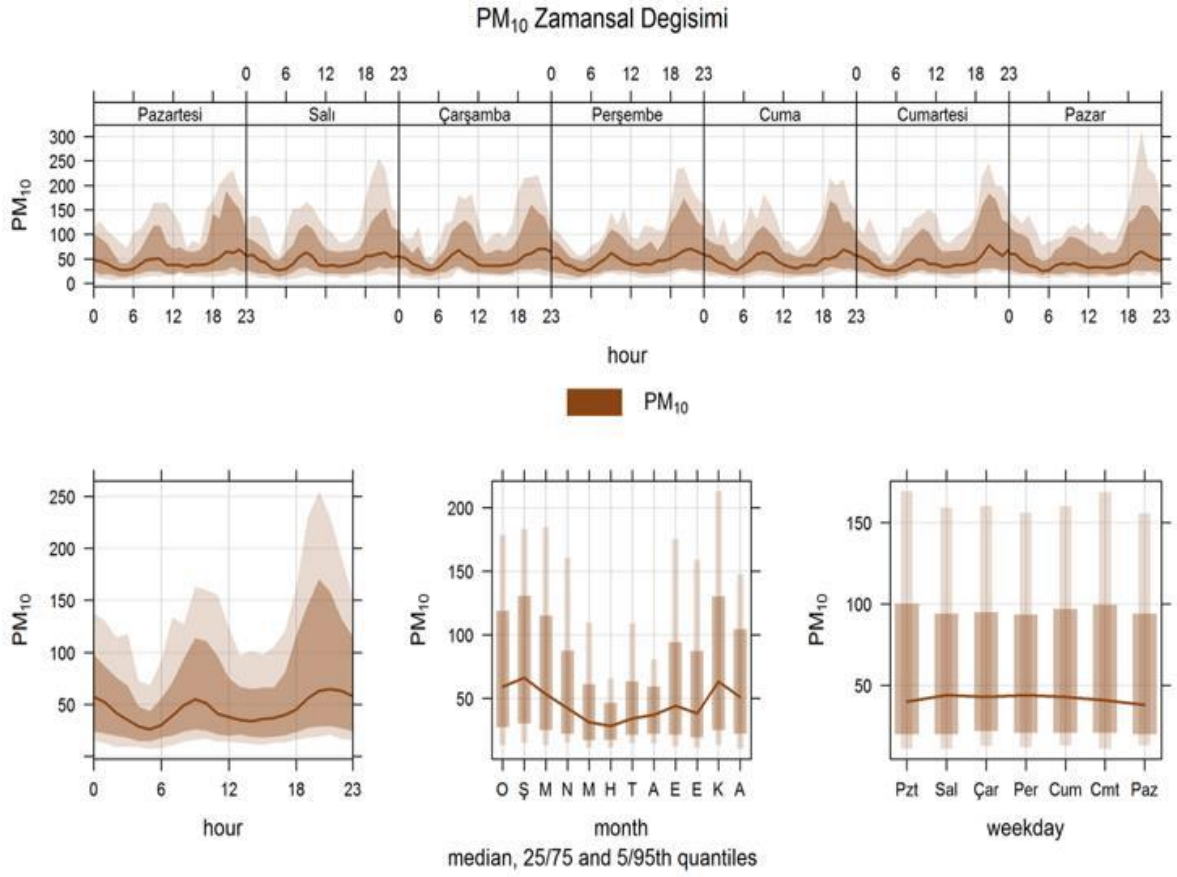 PM₁₀ Zamansal Degisimi
0 6 12 18 23 0 6 12 18 23 0 6 12 18 23
Pazartesi Salı Çarşamba Perşembe Cuma Cumartesi Pazar
300
250
200
150
100
50
0
PM₁₀
0 6 12 18 23 0 6 12 18 23 0 6 12 18 23 0 6 12 18 23
hour
PM₁₀
250
200
150
100
50
PM₁₀
0 6 12 18 23
hour
200
150
100
50
PM₁₀
O Ş M N M H T A E E K A
month
150
100
50
PM₁₀
Pzt Sal Çar Per Cum Cmt Paz
weekday
median, 25/75 and 5/95th quantiles